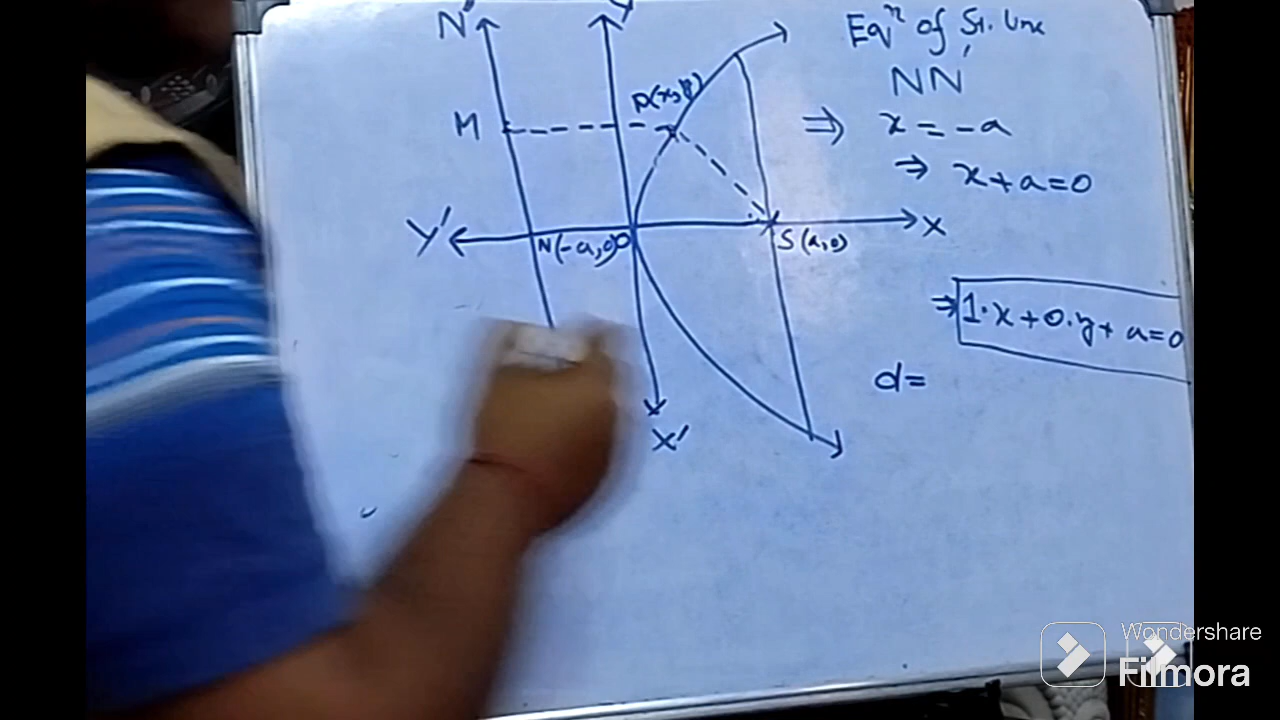 N'
Y
P(x,y)
M
Y'
N(-a,0)
O
S(a,0)
X
X'
Eqⁿ of St. line
NN'
⇒ x = -a
⇒ x+a=0
⇒ 1·x+0·y+a=0
d=
Wondershare
Filmora